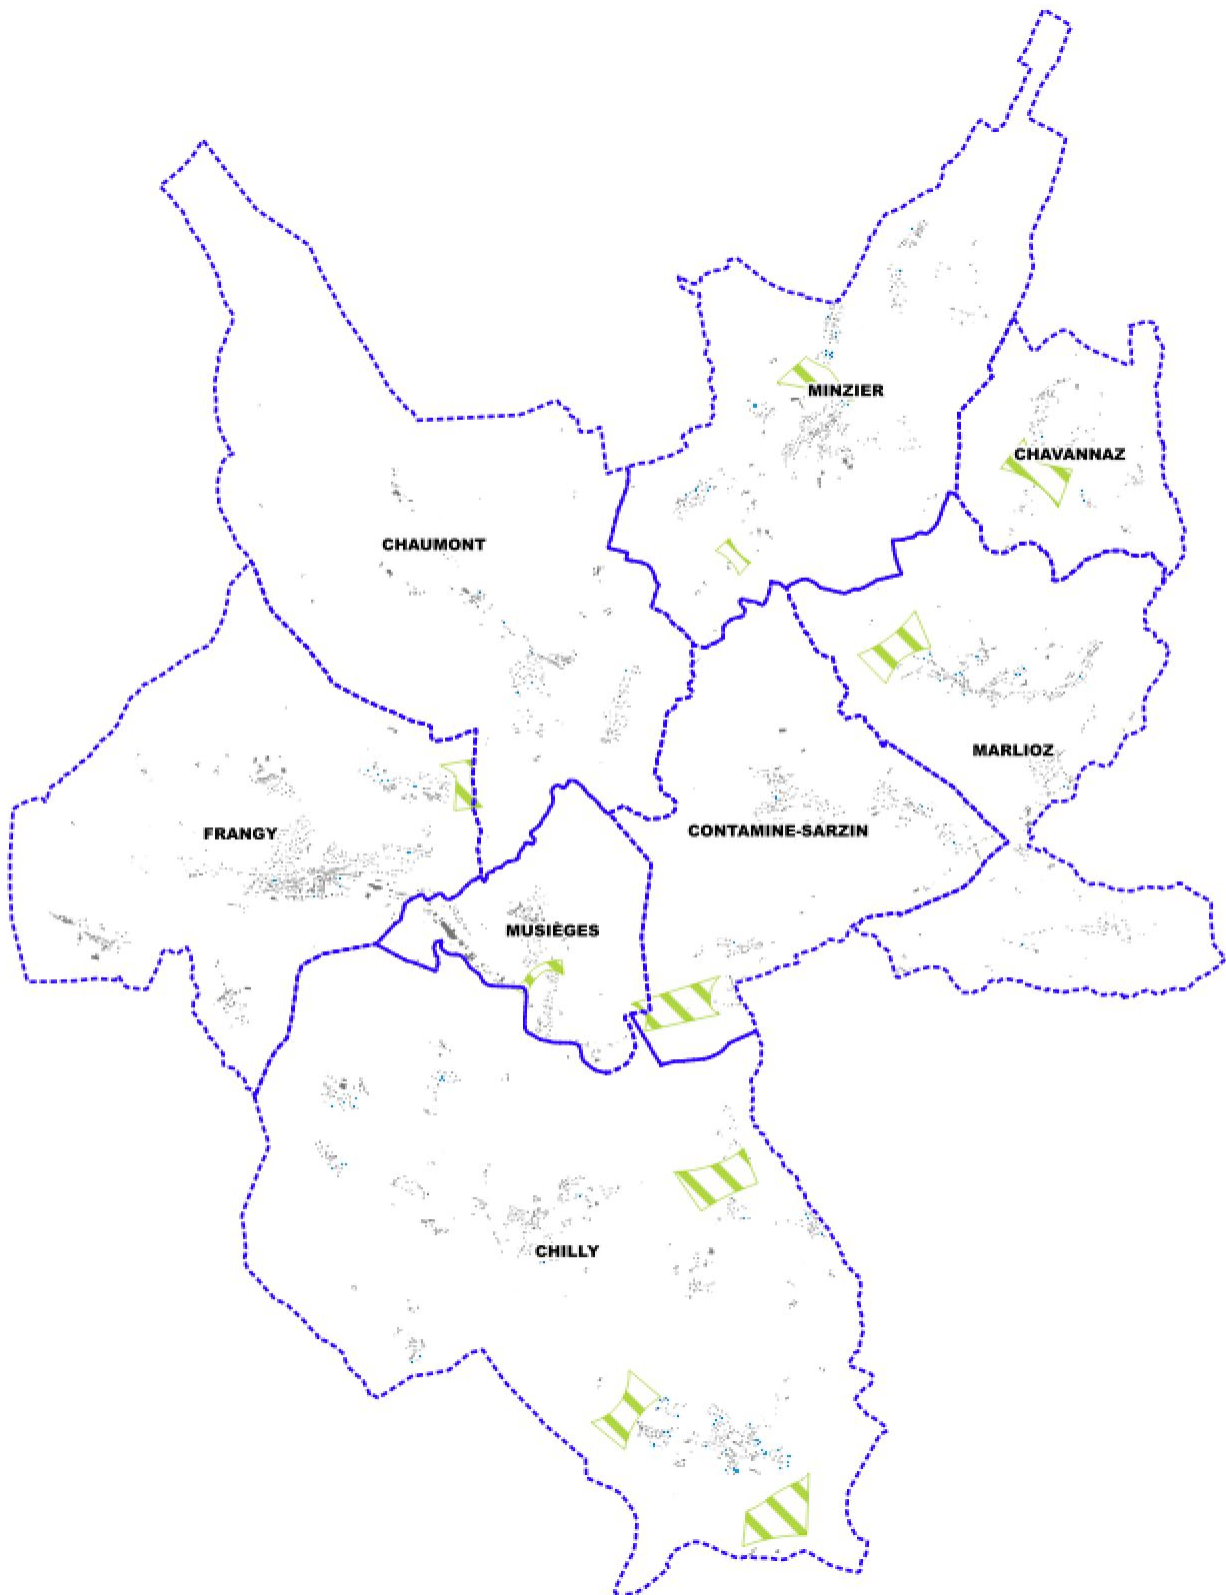 MINZIER
CHAVANNAZ
CHAUMONT
MARLIOZ
CONTAMINE-SARZIN
FRANGY
MUSIÈGES
CHILLY